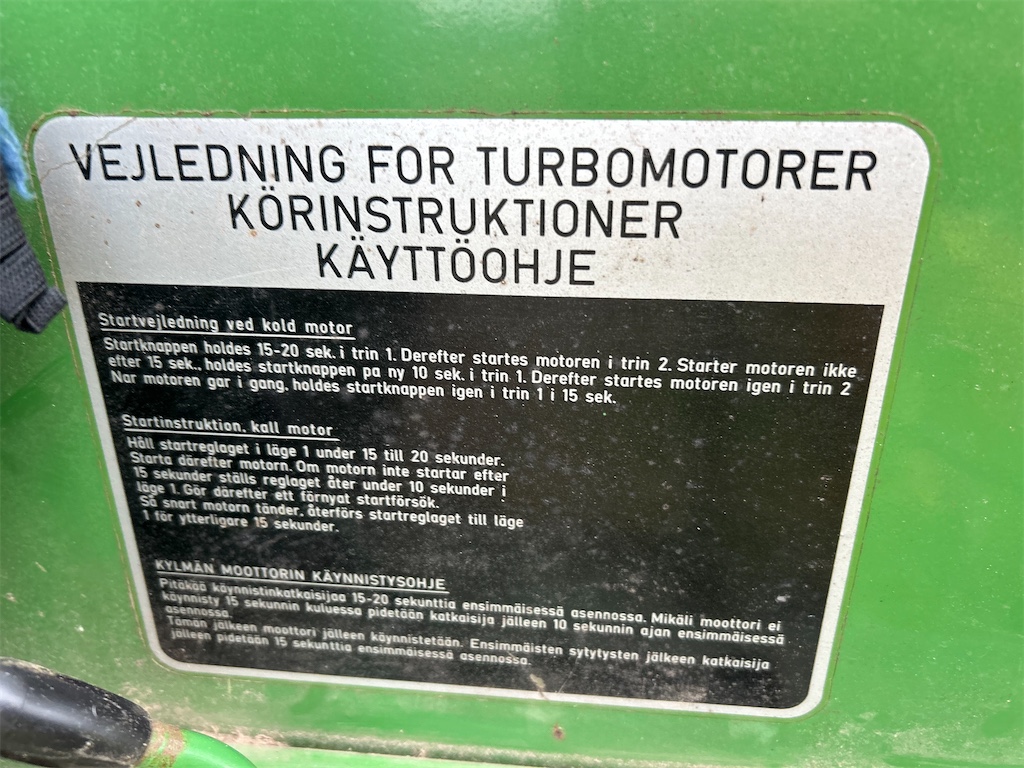 VEJLEDNING FOR TURBOMOTORER
KÖRINSTRUKTIONER
KÄYTTÖOHJE
Startvejledning ved kold motor
Startknappen holdes 15-20 sek. i trin 1. Derefter startes motoren i trin 2. Starter motoren ikke
efter 15 sek., holdes startknappen pa ny 10 sek. i trin 1. Derefter startes motoren igen i trin 2
Nar motoren gar i gang, holdes startknappen igen i trin 1 i 15 sek.
Startinstruktion, kall motor
Håll startreglaget i läge 1 under 15 till 20 sekunder.
Starta därefter motorn. Om motorn inte startar efter
15 sekunder ställs reglaget åter under 10 sekunder i
läge 1. Gör därefter ett förnyat startförsök.
Så snart motorn tänder, återförs startreglaget till läge
1 för ytterligare 15 sekunder.
KYLMÄN MOOTTORIN KÄYNNISTYSOHJE
Pitäkää käynnistinkatkaisijaa 15-20 sekunttia ensimmäisessä asennossa. Mikäli moottori ei
käynnisty 15 sekunnin kuluessa pidetään katkaisija jälleen 10 sekunnin ajan ensimmäisessä
asennossa.
Tämän jälkeen moottori jälleen käynnistetään. Ensimmäisten sytytysten jälkeen katkaisija
jälleen pidetään 15 sekunttia ensimmäisessä asennossa.